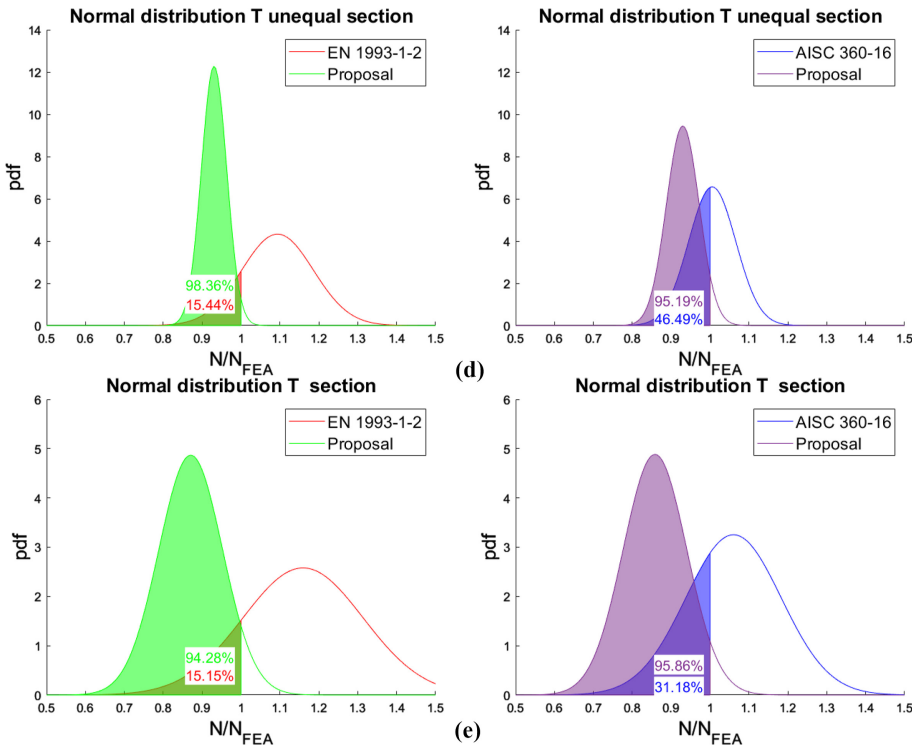 Normal distribution T unequal section
14
12
10
8
6
4
2
0
pdf
EN 1993-1-2
Proposal
98.36%
15.44%
0.5 0.6 0.7 0.8 0.9 1 1.1 1.2 1.3 1.4 1.5
N/NFEA
Normal distribution T unequal section
14
12
10
8
6
4
2
0
pdf
AISC 360-16
Proposal
95.19%
46.49%
0.5 0.6 0.7 0.8 0.9 1 1.1 1.2 1.3 1.4 1.5
N/NFEA
(d)
Normal distribution T section
6
5
4
3
2
1
0
pdf
EN 1993-1-2
Proposal
94.28%
15.15%
0.5 0.6 0.7 0.8 0.9 1 1.1 1.2 1.3 1.4 1.5
N/NFEA
Normal distribution T section
6
5
4
3
2
1
0
pdf
AISC 360-16
Proposal
95.86%
31.18%
0.5 0.6 0.7 0.8 0.9 1 1.1 1.2 1.3 1.4 1.5
N/NFEA
(e)